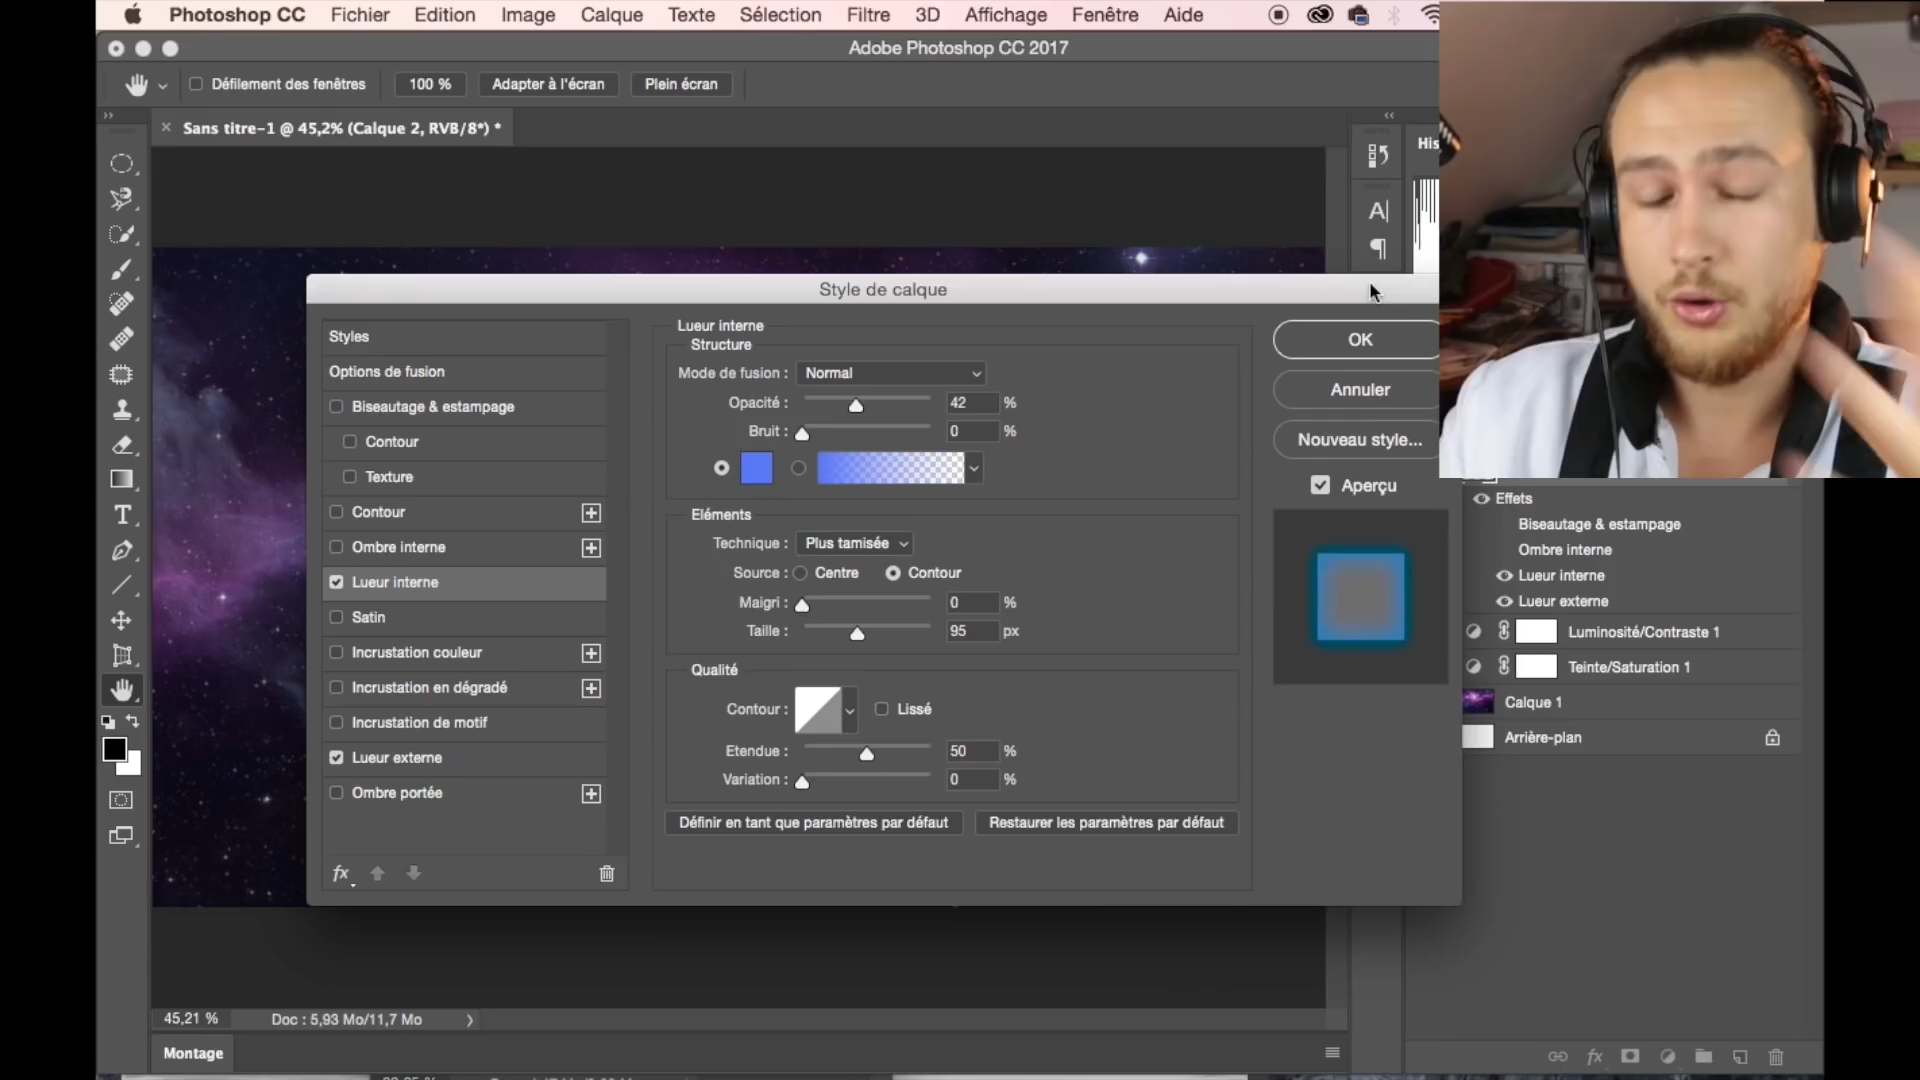 Photoshop CC Fichier Edition Image Calque Texte Sélection Filtre 3D Affichage Fenêtre Aide
Adobe Photoshop CC 2017
Défilement des fenêtres 100 % Adapter à l'écran Plein écran
Sans titre-1 @ 45,2% (Calque 2, RVB/8*) *
His
Style de calque
Styles
Options de fusion
Biseautage & estampage
Contour
Texture
Contour
Ombre interne
Lueur interne
Satin
Incrustation couleur
Incrustation en dégradé
Incrustation de motif
Lueur externe
Ombre portée
fx
Lueur interne
Structure
Mode de fusion : Normal
Opacité : 42 %
Bruit : 0 %
Eléments
Technique : Plus tamisée
Source : Centre Contour
Maigri : 0 %
Taille : 95 px
Qualité
Contour : Lissé
Etendue : 50 %
Variation : 0 %
Définir en tant que paramètres par défaut Restaurer les paramètres par défaut
OK
Annuler
Nouveau style...
Aperçu
Effets
Biseautage & estampage
Ombre interne
Lueur interne
Lueur externe
Luminosité/Contraste 1
Teinte/Saturation 1
Calque 1
Arrière-plan
45,21 % Doc : 5,93 Mo/11,7 Mo
Montage
fx